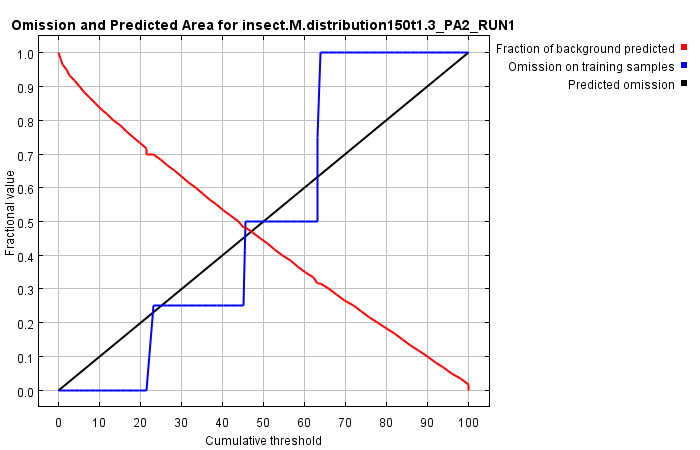 Omission and Predicted Area for insect.M.distribution150t1.3_PA2_RUN1
Fraction of background predicted
Omission on training samples
Predicted omission
Fractional value
1.0
0.9
0.8
0.7
0.6
0.5
0.4
0.3
0.2
0.1
0.0
0 10 20 30 40 50 60 70 80 90 100
Cumulative threshold